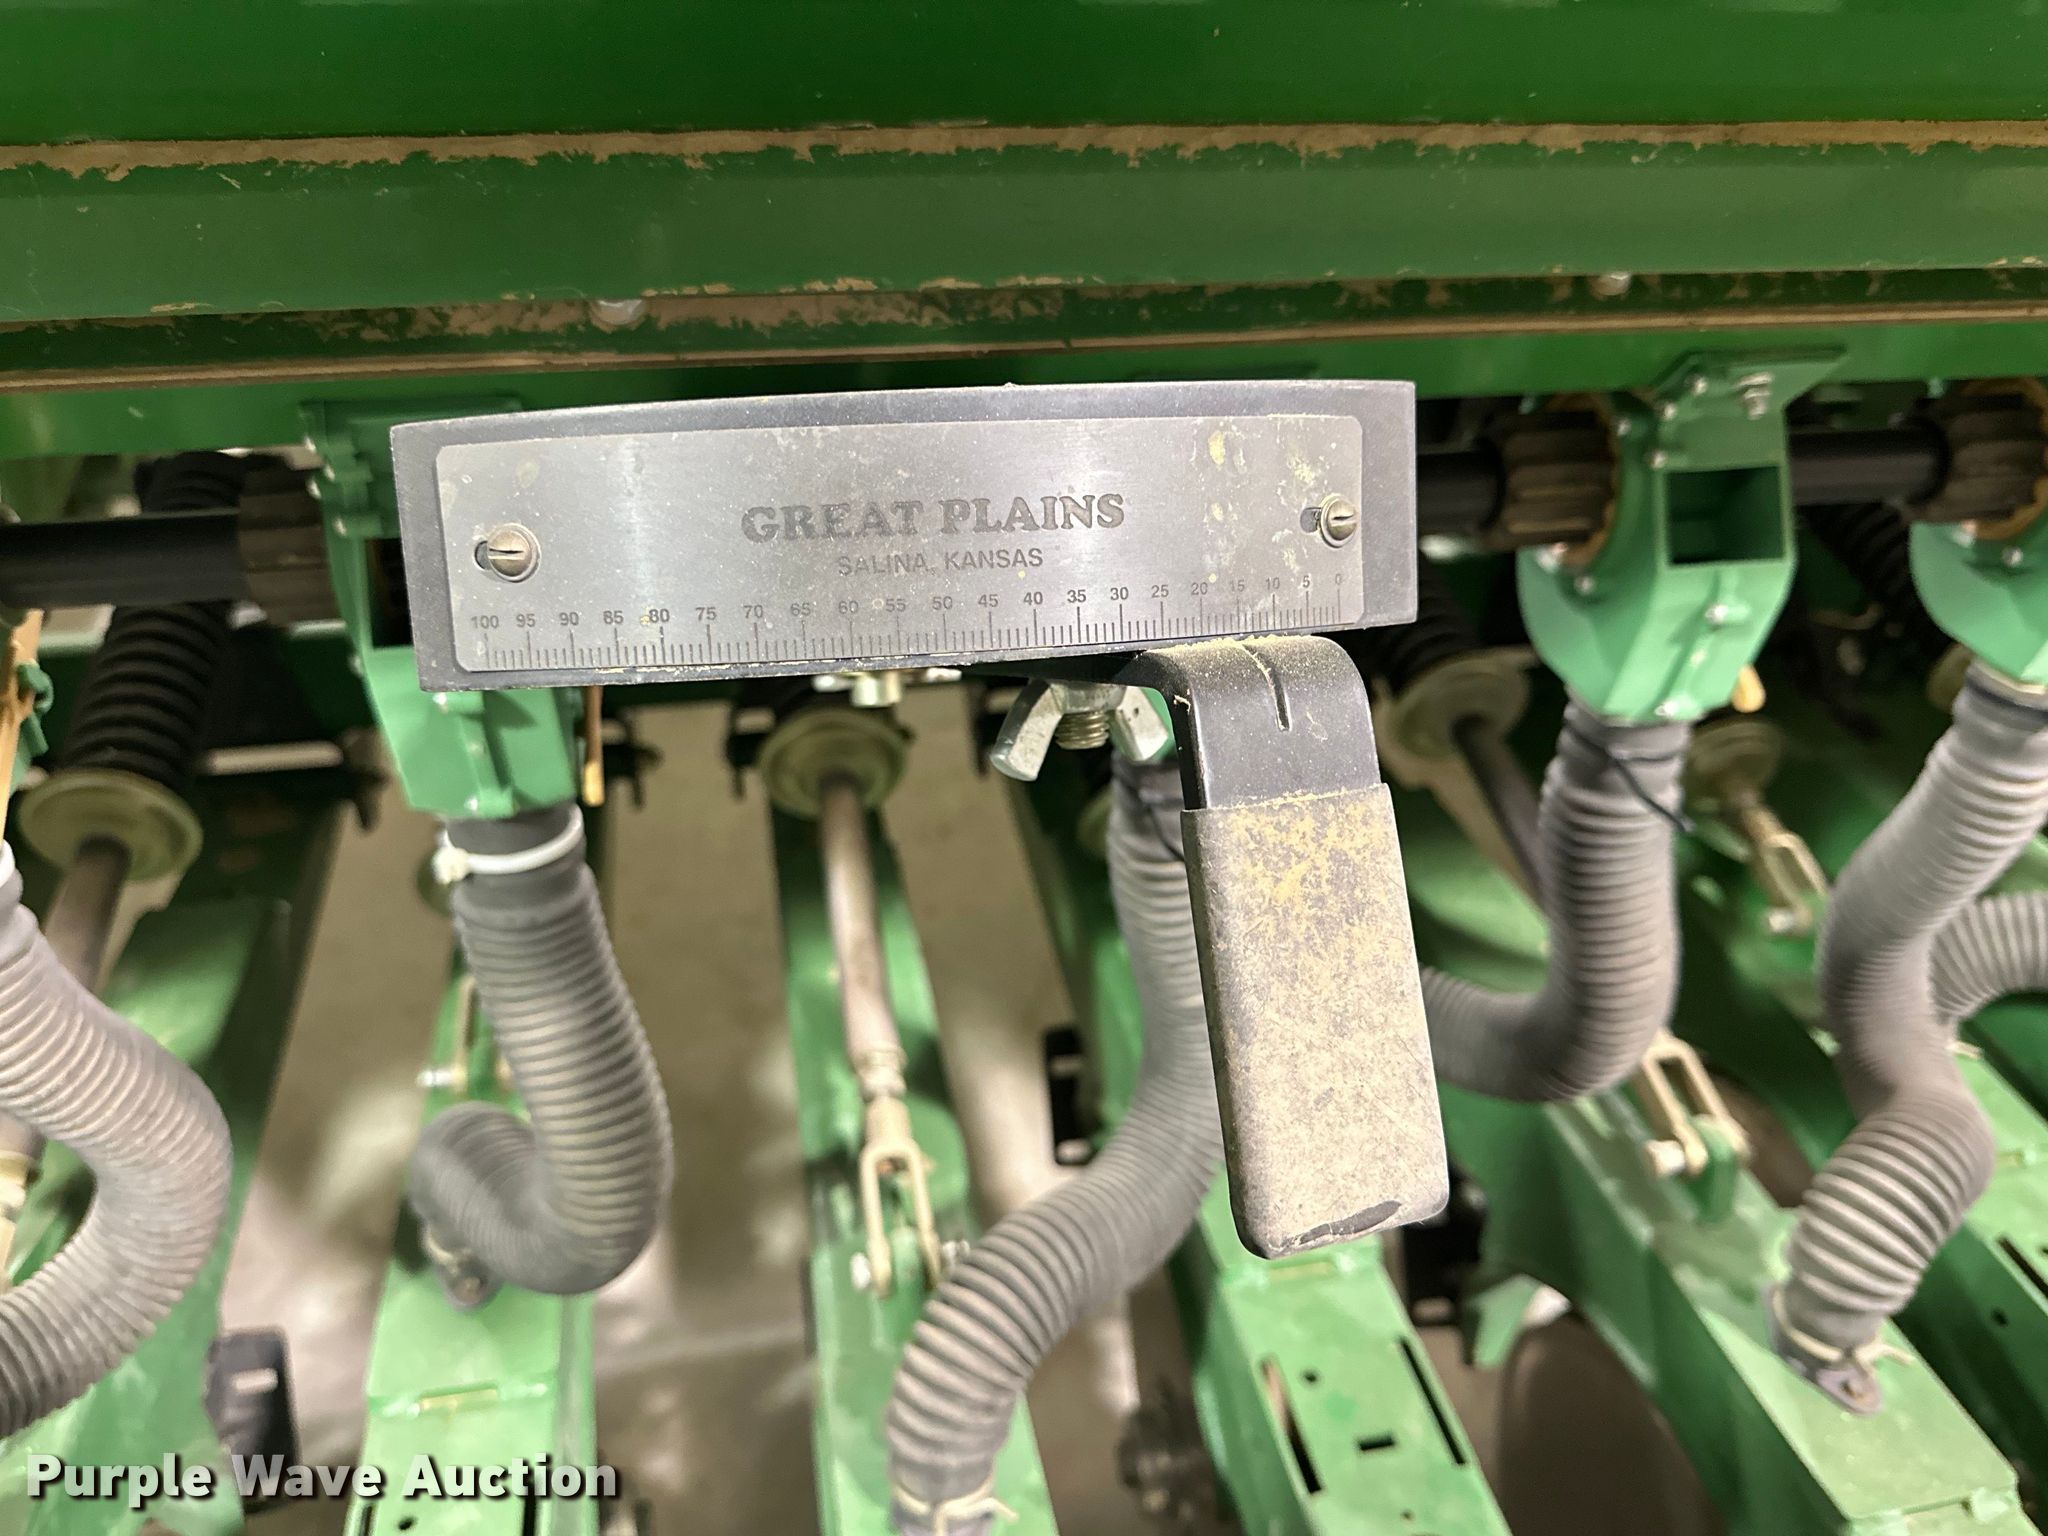 GREAT PLAINS
SALINA, KANSAS
100 95 90 85 80 75 70 65 60 55 50 45 40 35 30 25 20 15 10 5 0
Purple Wave Auction